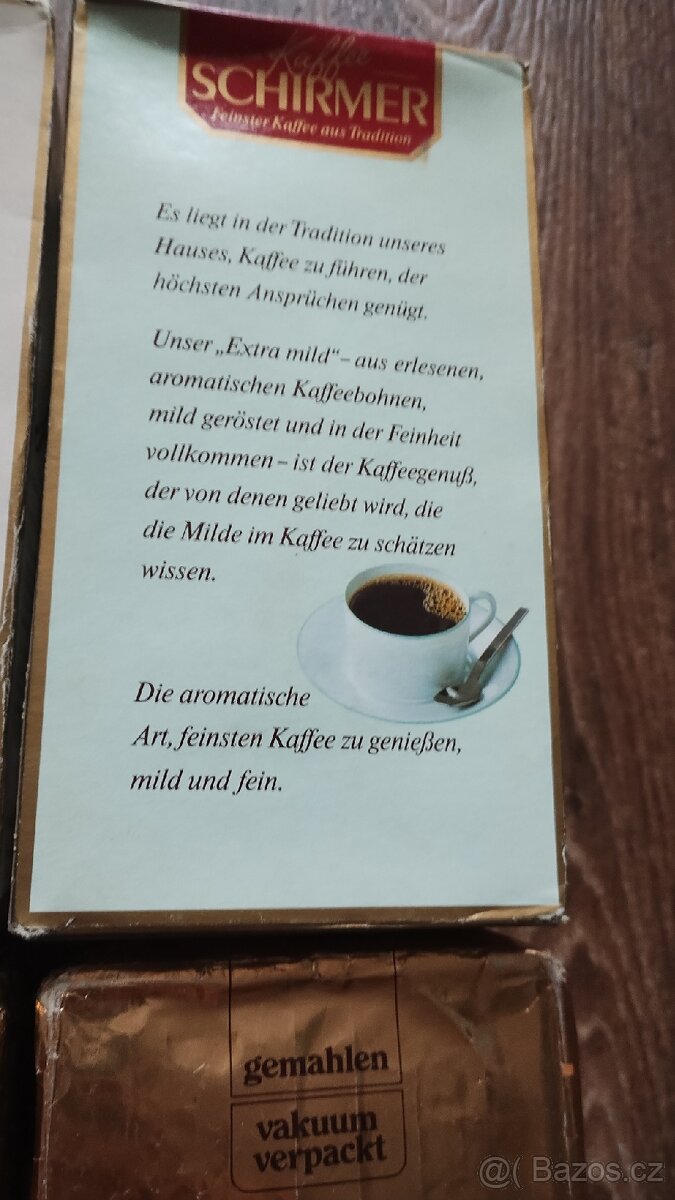 Kaffee
SCHIRMER
Feinster Kaffee aus Tradition
Es liegt in der Tradition unseres
Hauses, Kaffee zu führen, der
höchsten Ansprüchen genügt.
Unser „Extra mild“ – aus erlesenen,
aromatischen Kaffeebohnen,
mild geröstet und in der Feinheit
vollkommen – ist der Kaffeegenuß,
der von denen geliebt wird, die
die Milde im Kaffee zu schätzen
wissen.
Die aromatische
Art, feinsten Kaffee zu genießen,
mild und fein.
gemahlen
vakuum
verpackt
@( Bazos.cz